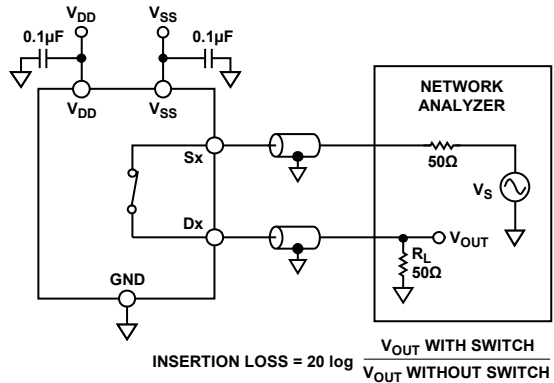 VDD
VSS
0.1µF
0.1µF
VDD
VSS
NETWORK
ANALYZER
Sx
50Ω
VS
Dx
VOUT
RL
50Ω
GND
INSERTION LOSS = 20 log VOUT WITH SWITCH
VOUT WITHOUT SWITCH